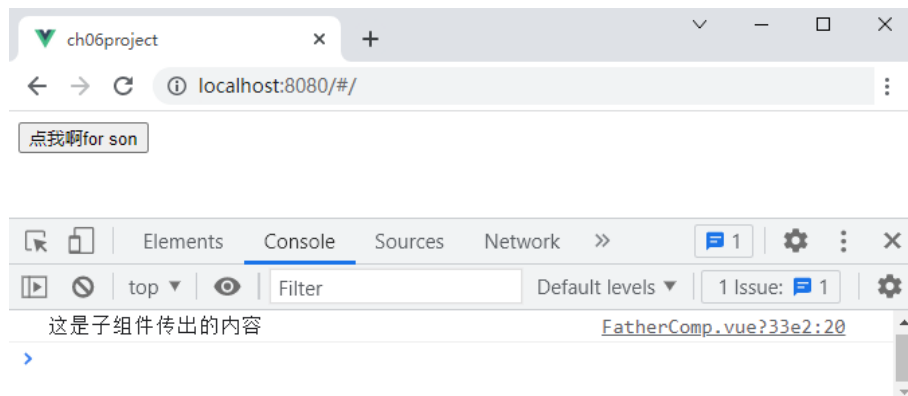 ch06project
localhost:8080/#/
点我啊for son
Elements Console Sources Network 1
top Filter Default levels 1 Issue: 1
这是子组件传出的内容 FatherComp.vue?33e2:20